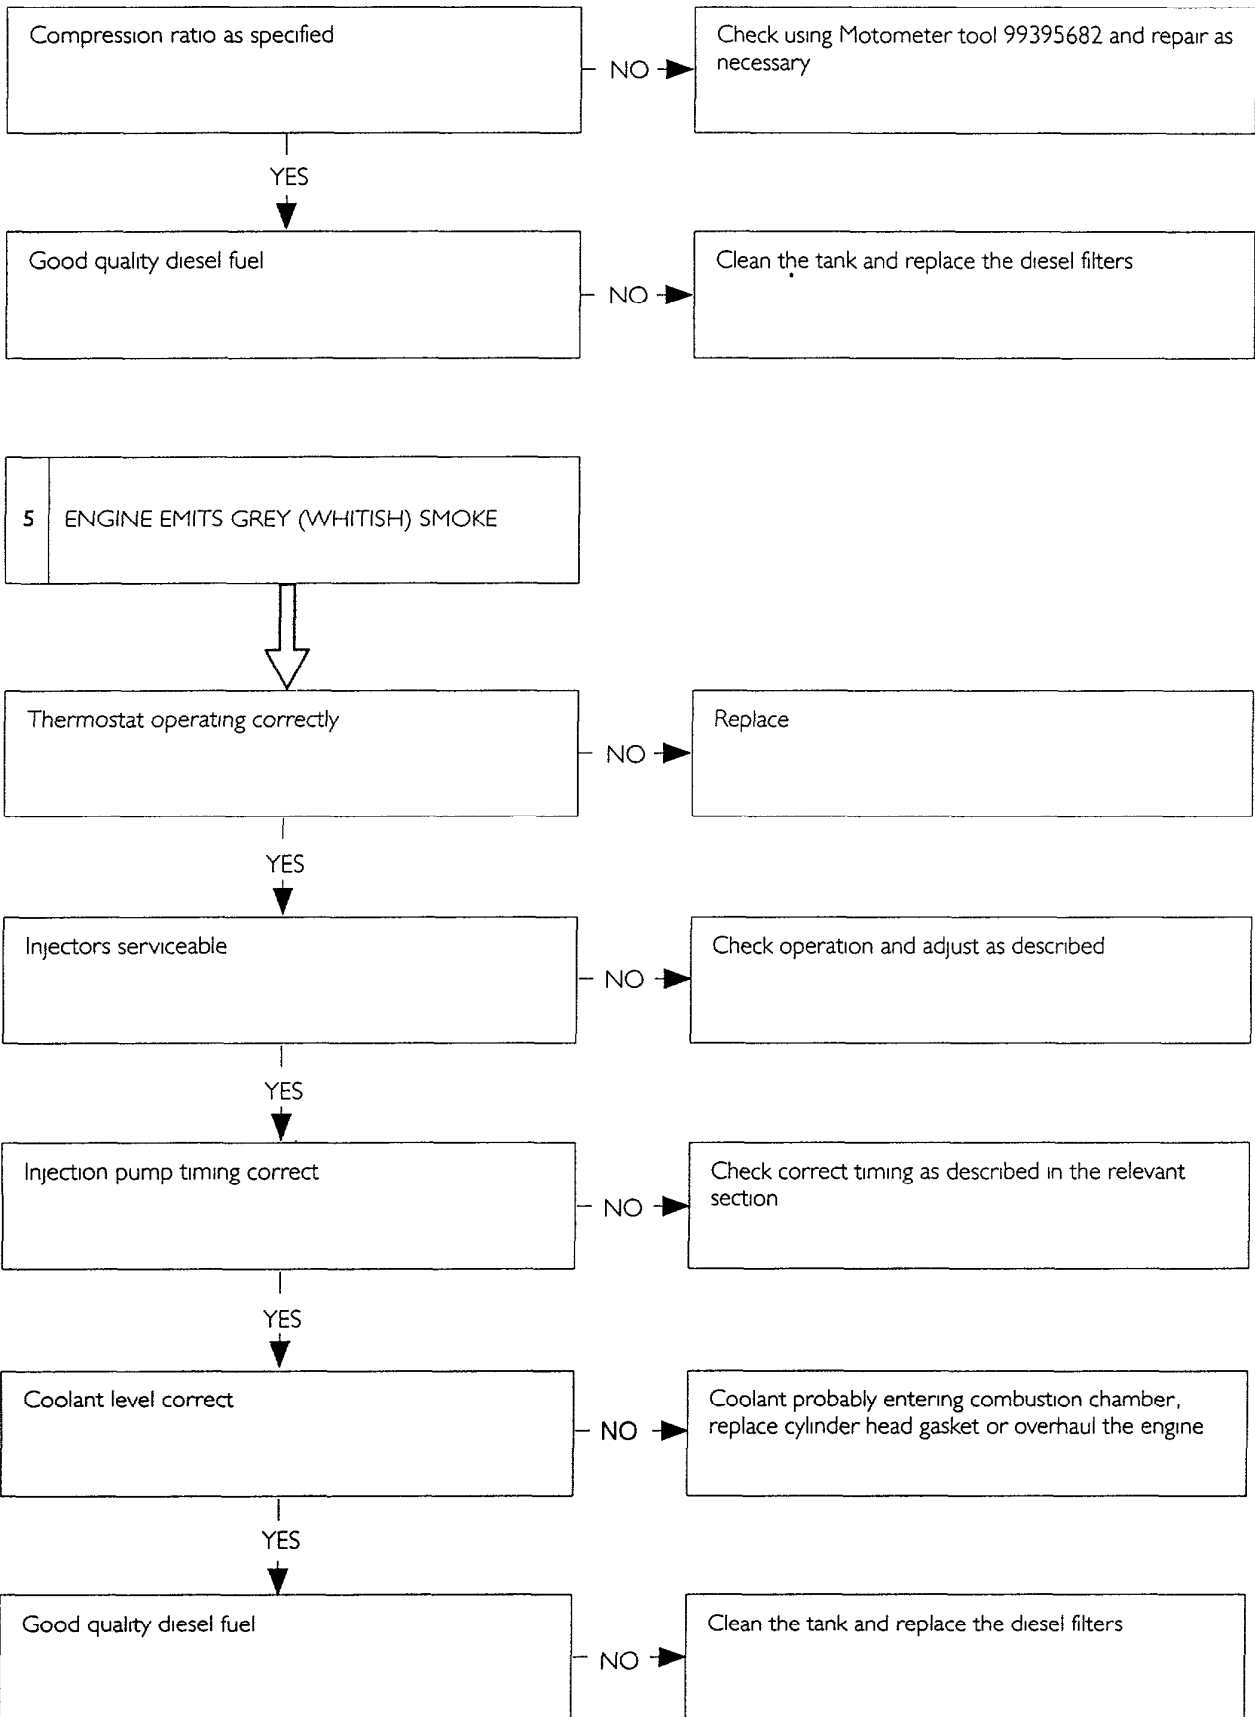 Compression ratio as specified
NO
Check using Motometer tool 99395682 and repair as
necessary
YES
Good quality diesel fuel
NO
Clean the tank and replace the diesel filters
5 ENGINE EMITS GREY (WHITISH) SMOKE
Thermostat operating correctly
NO
Replace
YES
Injectors serviceable
NO
Check operation and adjust as described
YES
Injection pump timing correct
NO
Check correct timing as described in the relevant
section
YES
Coolant level correct
NO
Coolant probably entering combustion chamber,
replace cylinder head gasket or overhaul the engine
YES
Good quality diesel fuel
NO
Clean the tank and replace the diesel filters